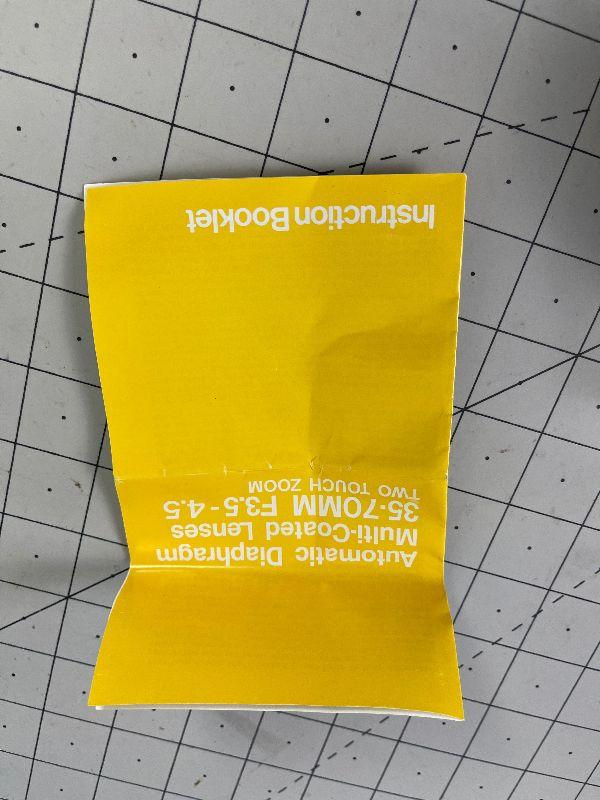 Automatic Diaphragm
Multi-Coated Lenses
35-70MM F3.5-4.5
TWO TOUCH ZOOM
Instruction Booklet